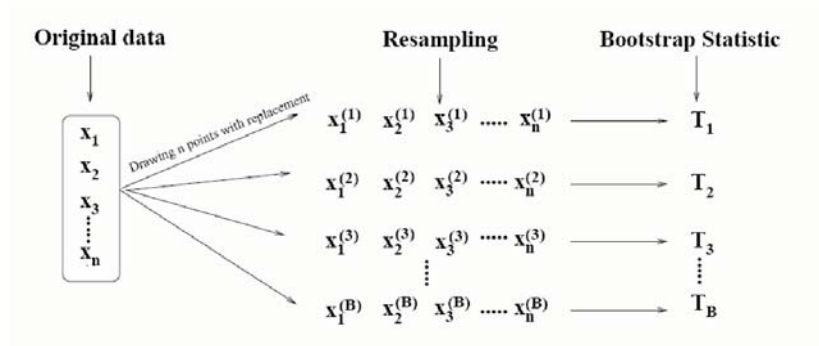 Original data Resampling Bootstrap Statistic
Drawing n points with replacement
x1
x2
x3
......
xn
x1(1) x2(1) x3(1) ..... xn(1) T1
x1(2) x2(2) x3(2) ..... xn(2) T2
x1(3) x2(3) x3(3) ..... xn(3) T3
x1(B) x2(B) x3(B) ..... xn(B) TB